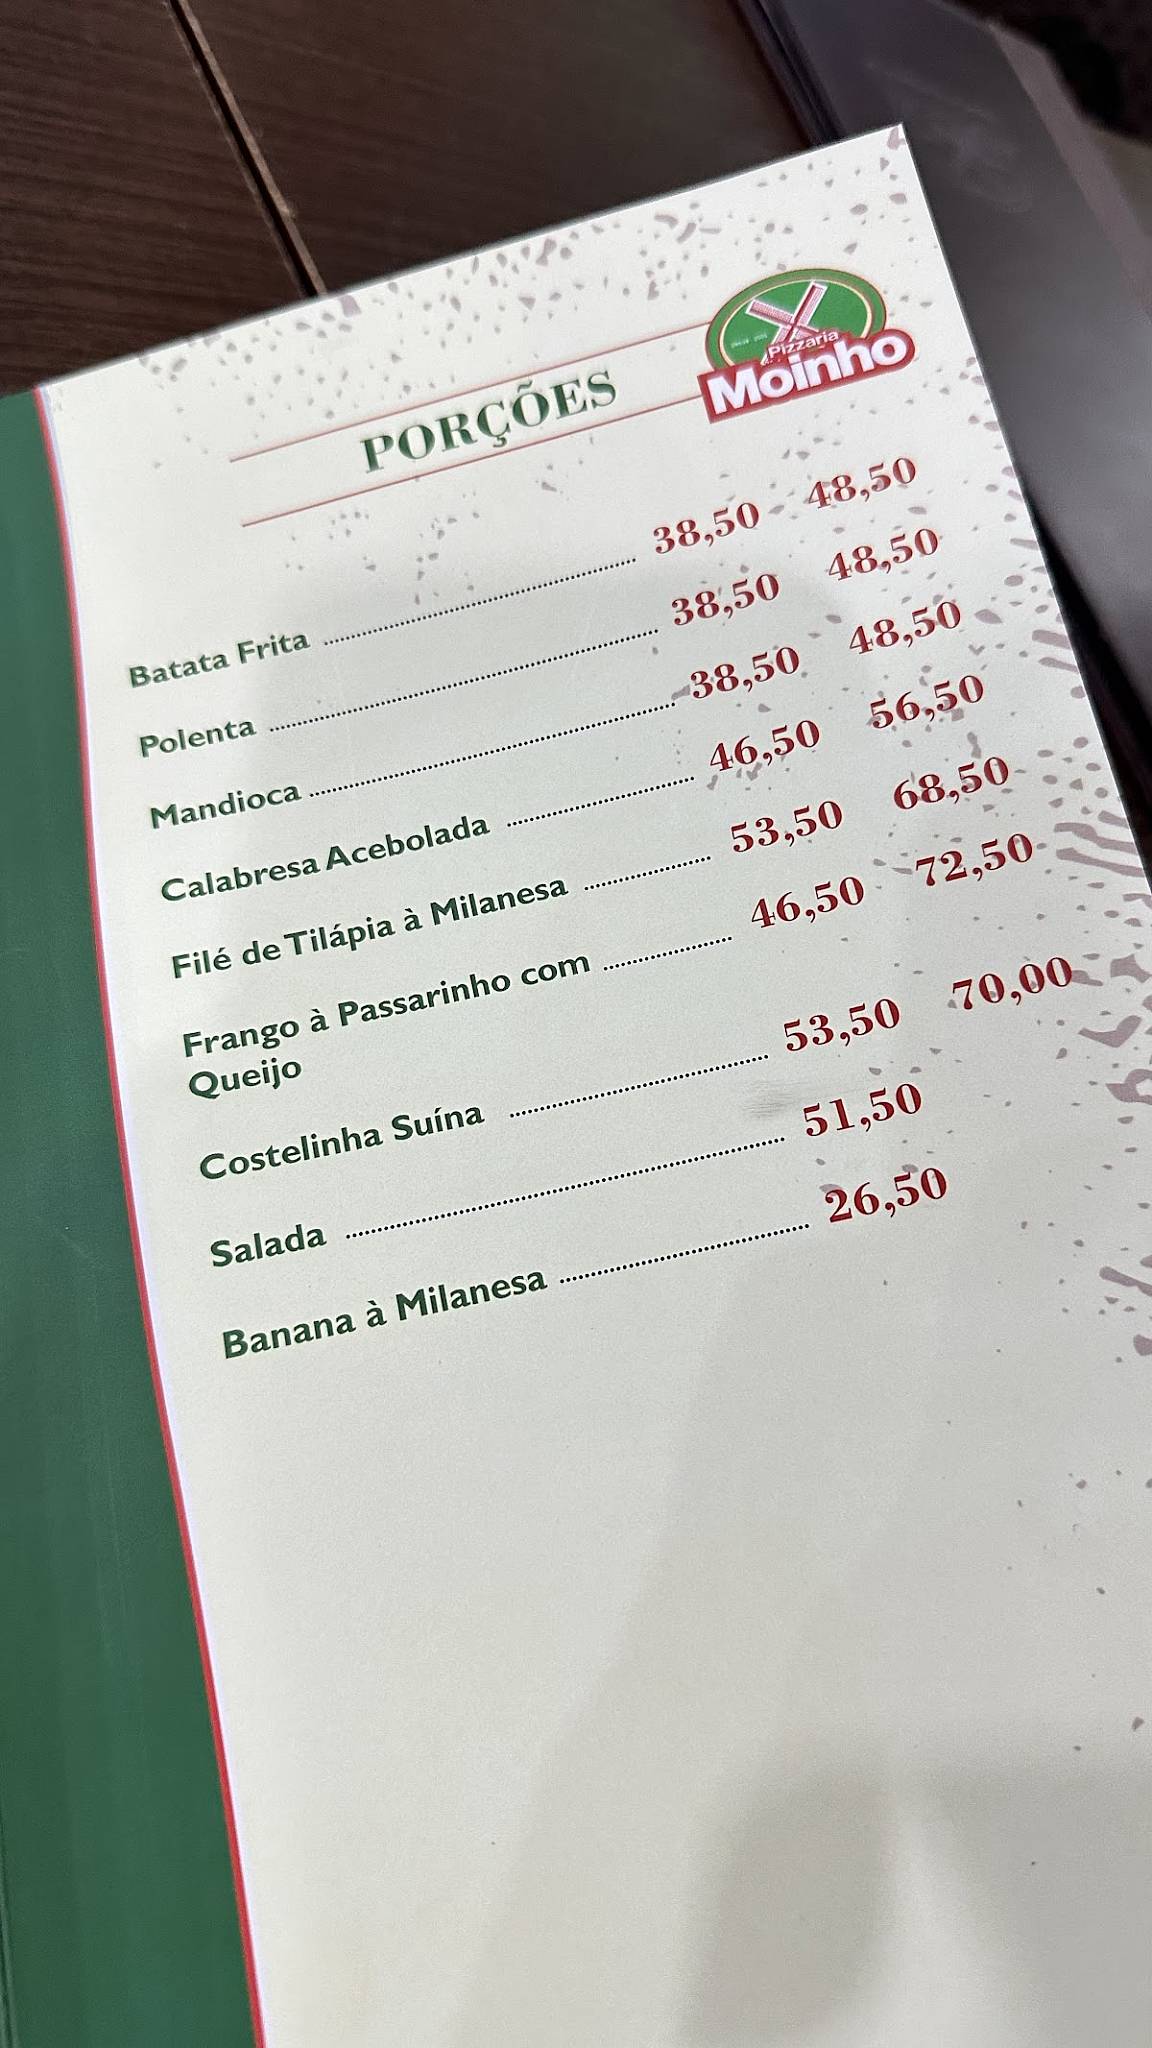 Pizzaria
Moinho
PORÇÕES
Batata Frita ........ 38,50 48,50
Polenta ........ 38,50 48,50
Mandioca ........ 38,50 48,50
Calabresa Acebolada ........ 46,50 56,50
Filé de Tilápia à Milanesa ........ 53,50 68,50
Frango à Passarinho com ........ 46,50 72,50
Queijo
Costelinha Suína ........ 53,50 70,00
Salada ........ 51,50
Banana à Milanesa ........ 26,50